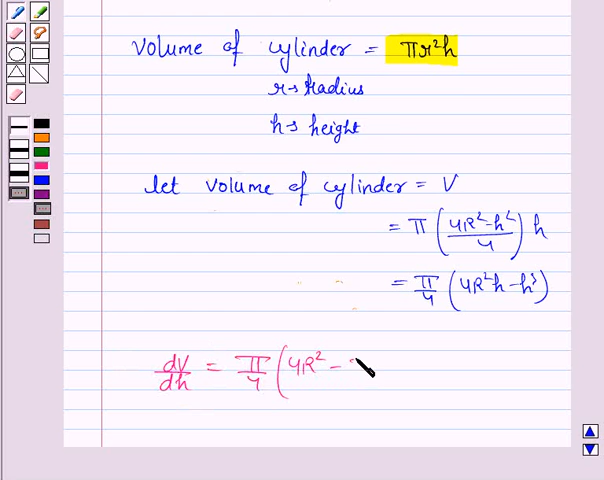 Volume of cylinder = πr²h
r → radius
h → height
let volume of cylinder = V
= π (4R² - h² / 4) h
= π/4 (4R²h - h³)
dV/dh = π/4 (4R² -